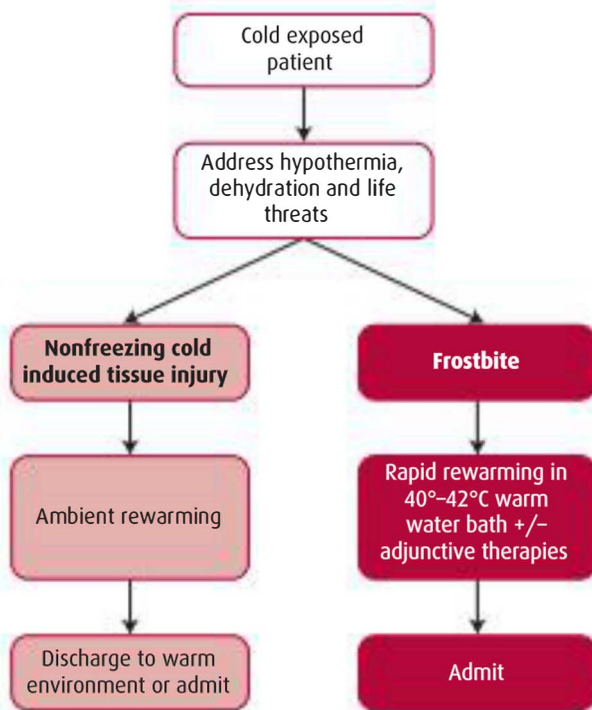 Cold exposed
patient
Address hypothermia,
dehydration and life
threats
Nonfreezing cold
induced tissue injury
Frostbite
Ambient rewarming
Rapid rewarming in
40°–42°C warm
water bath +/–
adjunctive therapies
Discharge to warm
environment or admit
Admit